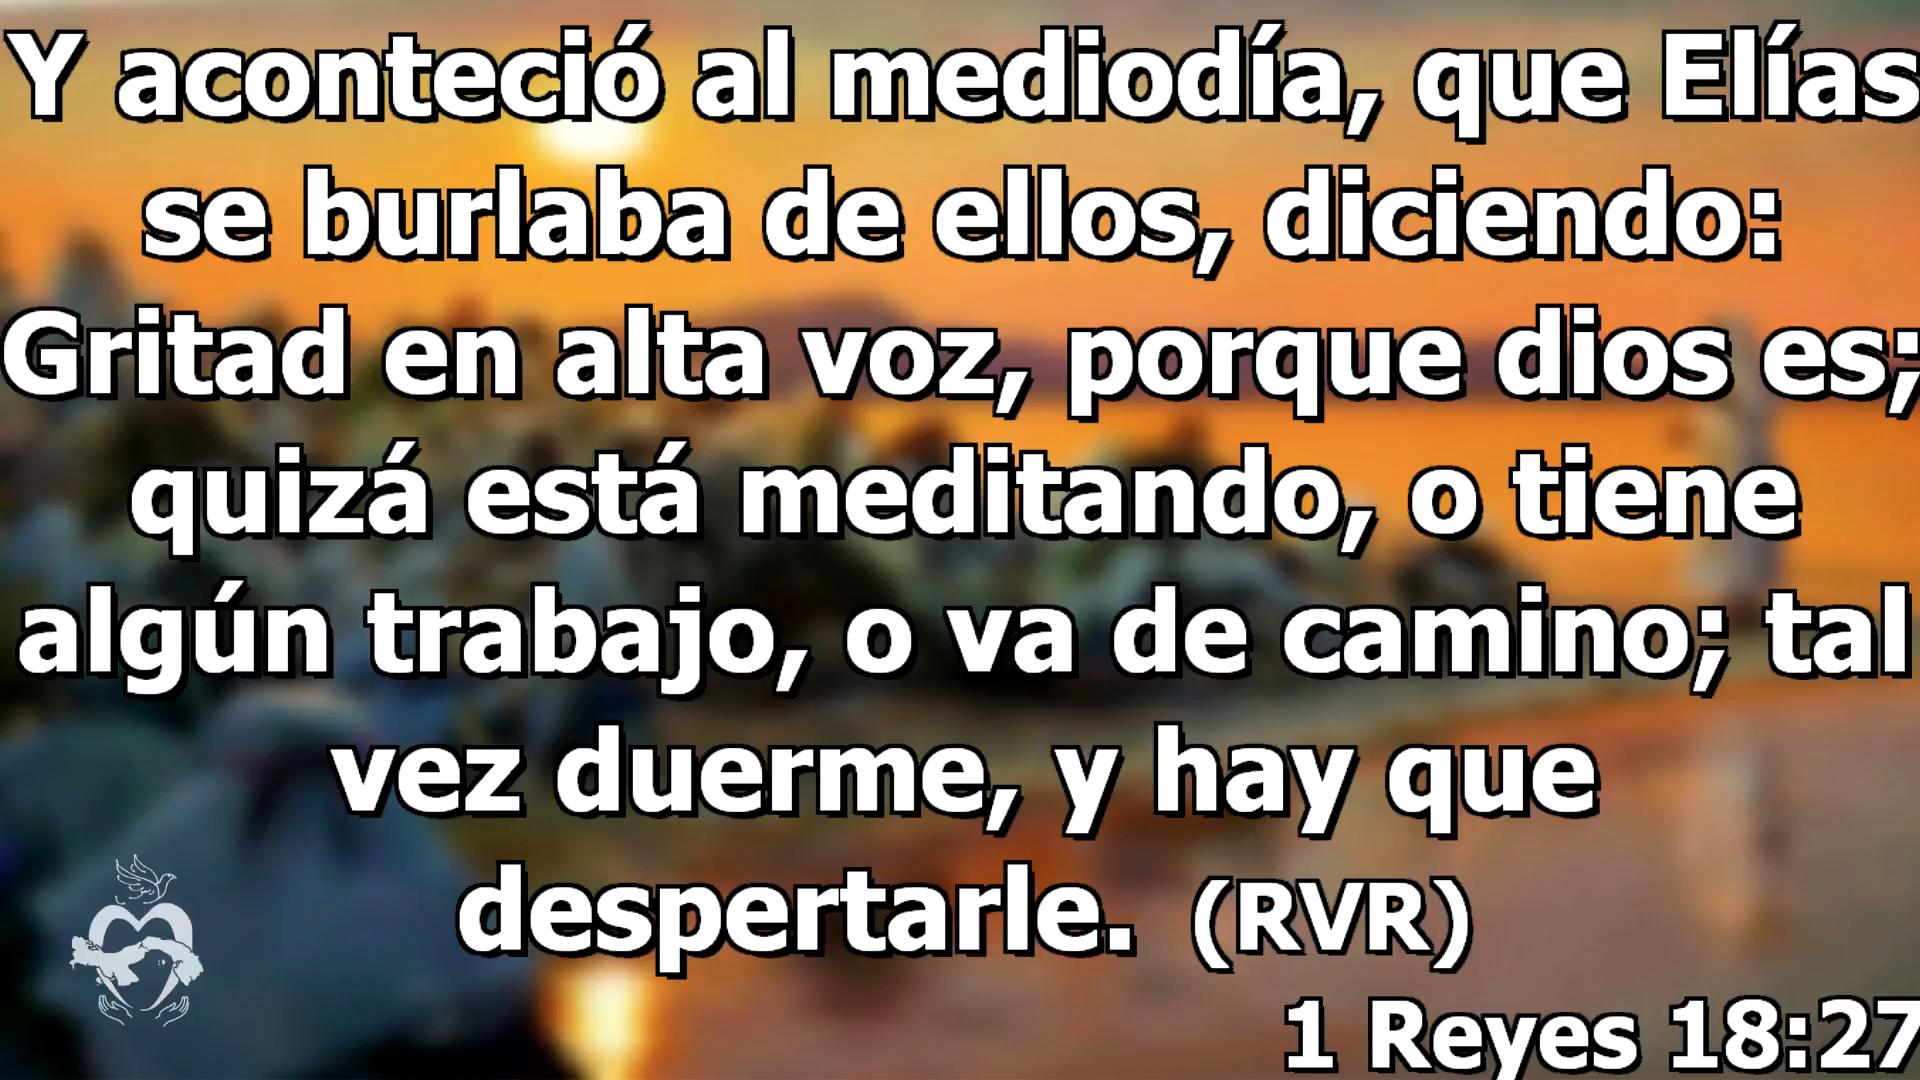 Y aconteció al mediodía, que Elías
se burlaba de ellos, diciendo:
Gritad en alta voz, porque dios es;
quizá está meditando, o tiene
algún trabajo, o va de camino; tal
vez duerme, y hay que
despertarle. (RVR)
1 Reyes 18:27